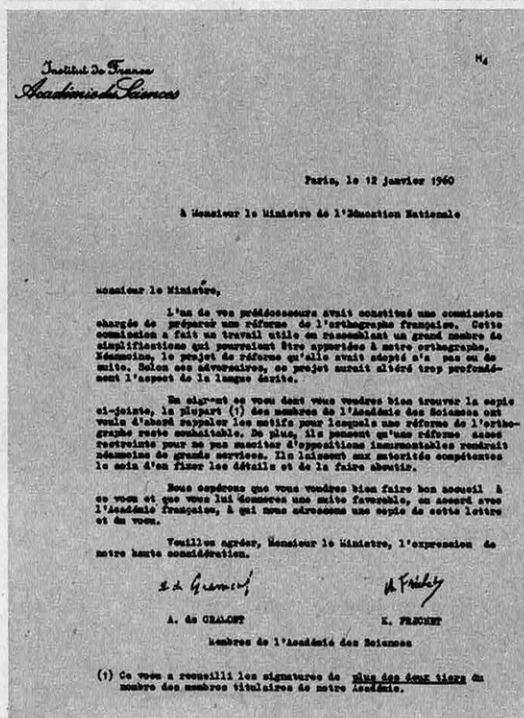 M4
Institut de France
Académie des Sciences
Paris, le 12 janvier 1960
à Monsieur le Ministre de l'Education Nationale
Monsieur le Ministre,
L'un de vos prédécesseurs avait constitué une commission
chargée de préparer une réforme de l'orthographe française. Cette
commission a fait un travail utile en rassemblant un grand nombre de
simplifications qui pourraient être apportées à notre orthographe.
Néanmoins, le projet de réforme qu'elle avait adopté n'a pas eu de
suite. Selon ses adversaires, ce projet aurait altéré trop profondé-
ment l'aspect de la langue écrite.
En signant ce voeu dont vous voudrez bien trouver la copie
ci-jointe, la plupart (1) des membres de l'Académie des Sciences ont
voulu d'abord rappeler les motifs pour lesquels une réforme de l'ortho-
graphe reste souhaitable. De plus, ils pensent qu'une réforme assez
restreinte pour ne pas susciter d'oppositions insurmontables rendrait
néanmoins de grands services. Ils laissent aux autorités compétentes
le soin d'en fixer les détails et de la faire aboutir.
Nous espérons que vous voudrez bien faire bon accueil à
ce voeu et que vous lui donnerez une suite favorable, en accord avec
l'Académie française, à qui nous adressons une copie de cette lettre
et du voeu.
Veuillez agréer, Monsieur le Ministre, l'expression de
notre haute considération.
A. de GRAMONT M. FRECHET
Membres de l'Académie des Sciences
(1) Ce voeu a recueilli les signatures de plus des deux tiers du
nombre des membres titulaires de notre Académie.